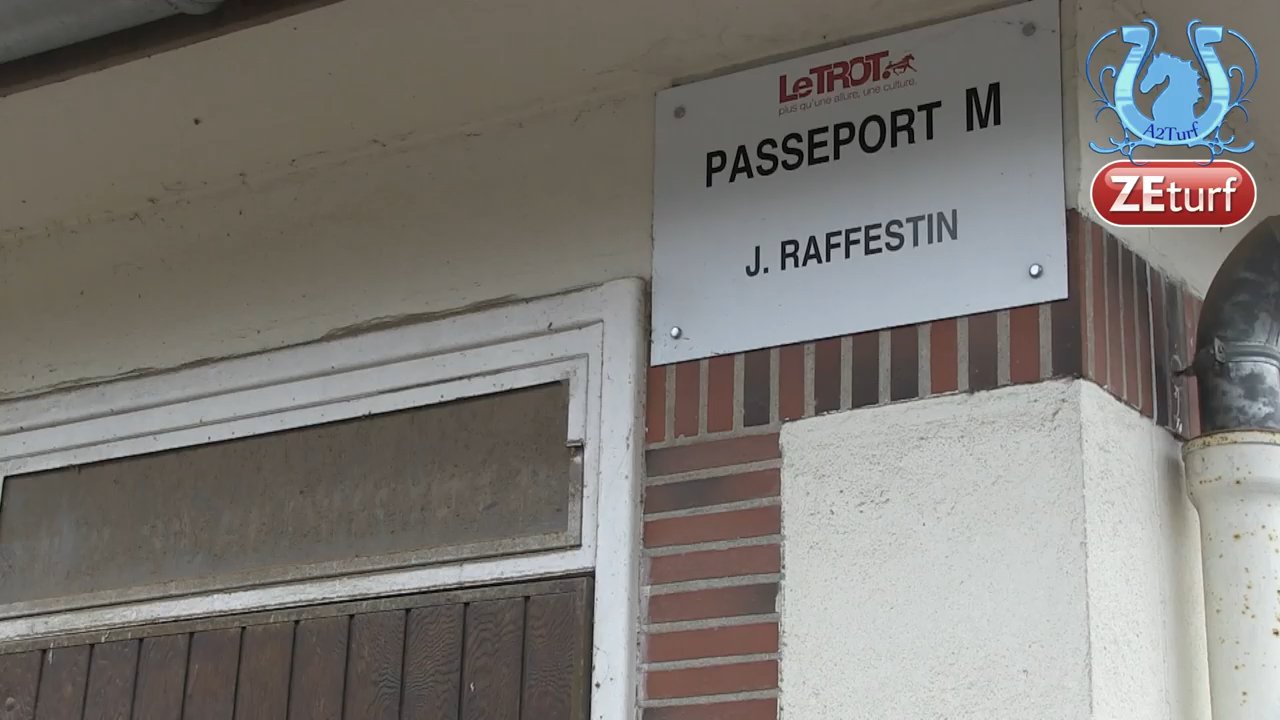 LeTROT.
plus qu'une allure, une culture.
PASSEPORT M
J. RAFFESTIN
A2Turf
ZEturf